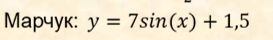 Марчук: y = 7sin(x) + 1,5